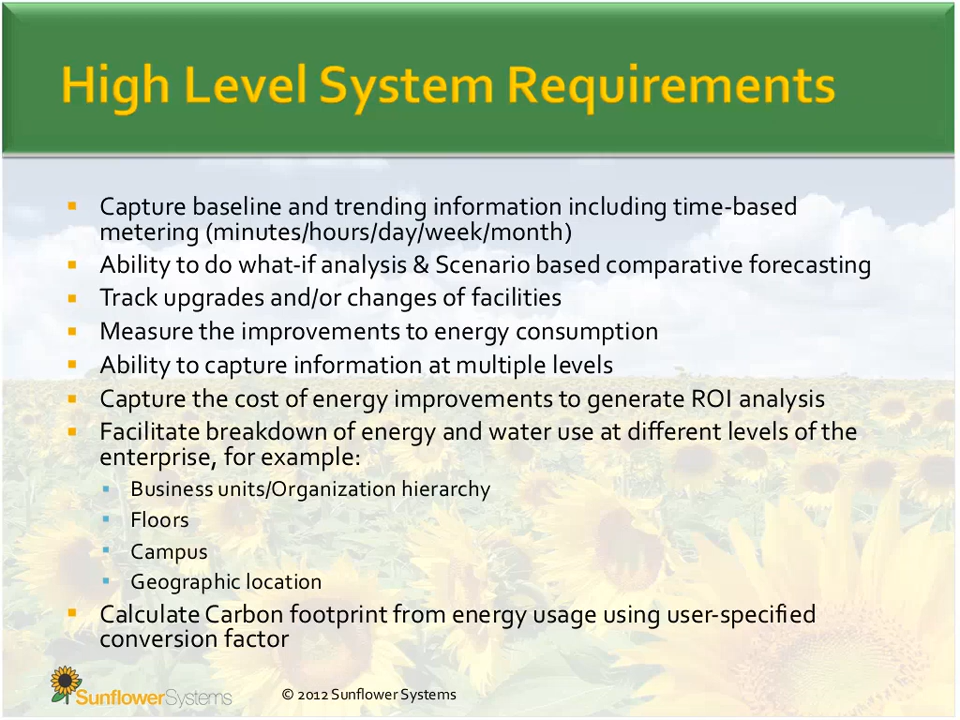 High Level System Requirements
Capture baseline and trending information including time-based
metering (minutes/hours/day/week/month)
Ability to do what-if analysis & Scenario based comparative forecasting
Track upgrades and/or changes of facilities
Measure the improvements to energy consumption
Ability to capture information at multiple levels
Capture the cost of energy improvements to generate ROI analysis
Facilitate breakdown of energy and water use at different levels of the
enterprise, for example:
Business units/Organization hierarchy
Floors
Campus
Geographic location
Calculate Carbon footprint from energy usage using user-specified
conversion factor
SunflowerSystems
© 2012 Sunflower Systems